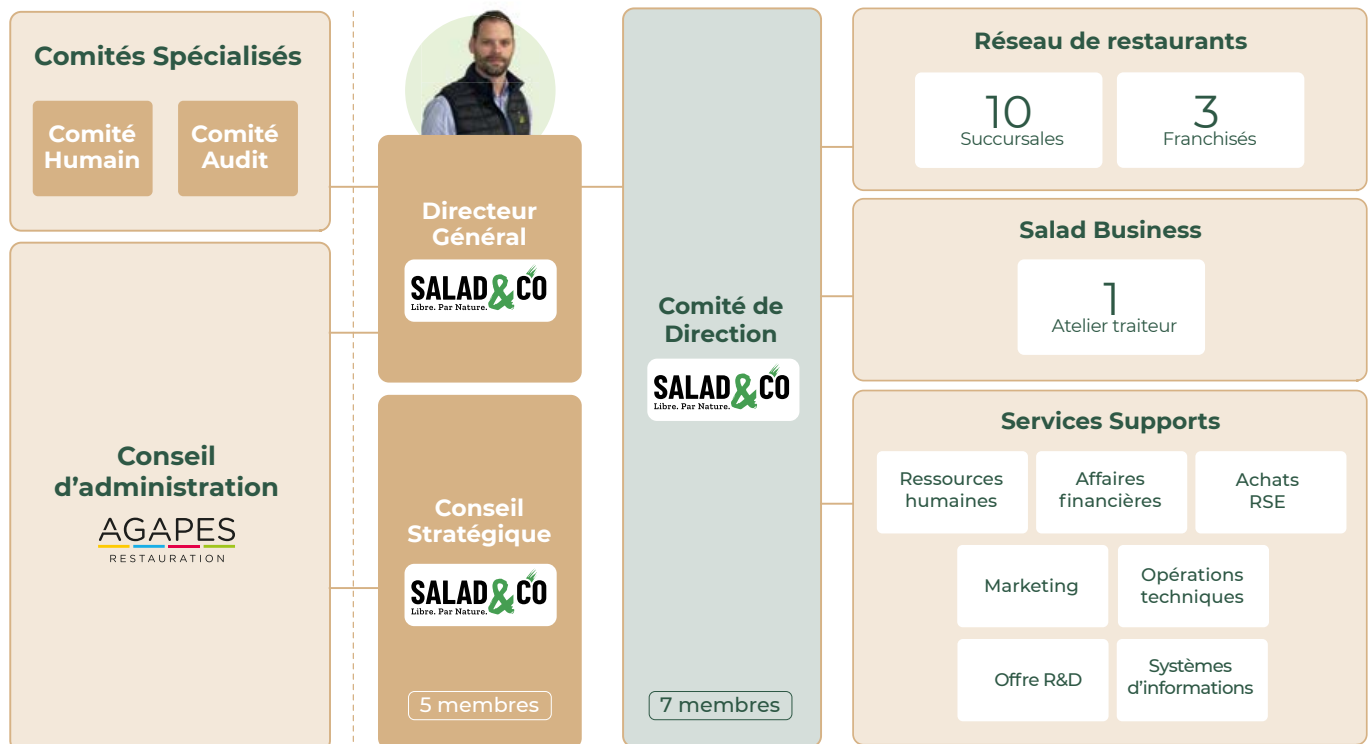 Comités Spécialisés
Comité
Humain
Comité
Audit
Conseil
d'administration
AGAPES
RESTAURATION
Directeur
Général
SALAD&CO
Libre. Par Nature.
Conseil
Stratégique
SALAD&CO
Libre. Par Nature.
5 membres
Comité de
Direction
SALAD&CO
Libre. Par Nature.
7 membres
Réseau de restaurants
10
Succursales
3
Franchisés
Salad Business
1
Atelier traiteur
Services Supports
Ressources
humaines
Affaires
financières
Achats
RSE
Marketing
Opérations
techniques
Offre R&D
Systèmes
d'informations